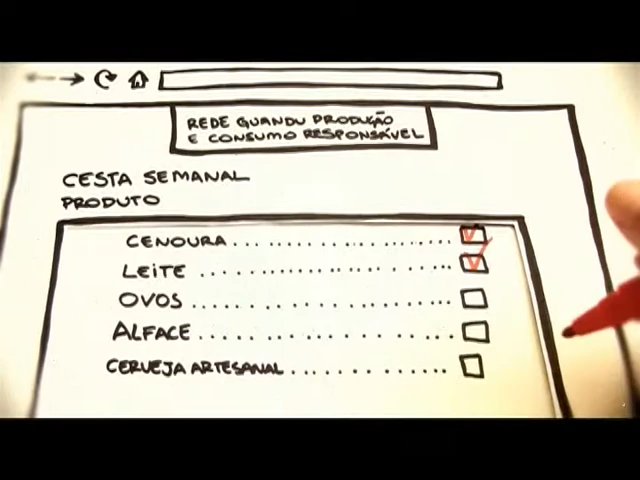 REDE GUANDU PRODUÇÃO
E CONSUMO RESPONSÁVEL
CESTA SEMANAL
PRODUTO
CENOURA
LEITE
OVOS
ALFACE
CERVEJA ARTESANAL